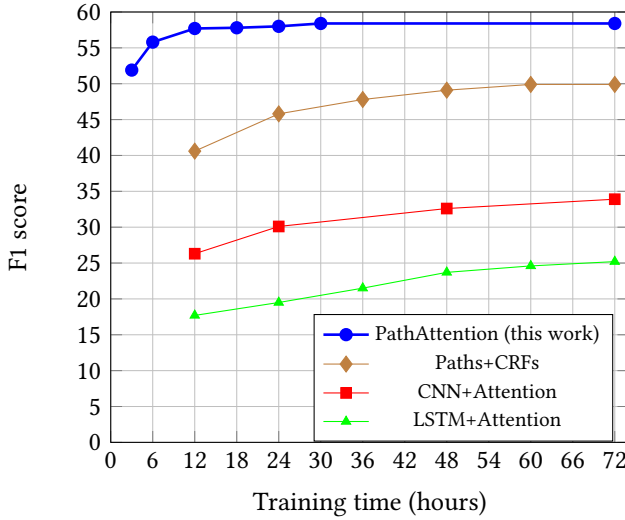 60
55
50
45
40
35
30
25
20
15
10
5
0
F1 score
PathAttention (this work)
Paths+CRFs
CNN+Attention
LSTM+Attention
0 6 12 18 24 30 36 42 48 54 60 66 72
Training time (hours)